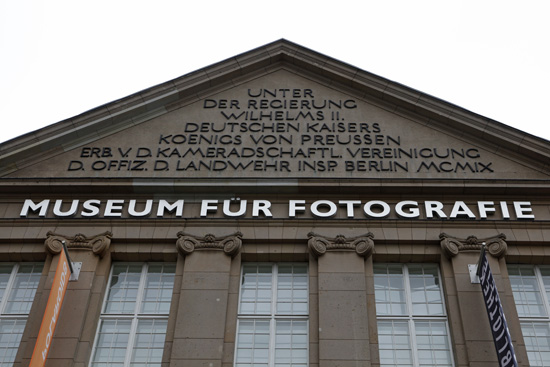 UNTER
DER REGIERUNG
WILHELMS II.
DEUTSCHEN KAISERS
KOENIGS VON PREUSSEN
ERB. V. D. KAMERADSCHAFTL. VEREINIGUNG
D. OFFIZ. D. LANDWEHR INSP. BERLIN MCMIX
MUSEUM FÜR FOTOGRAFIE